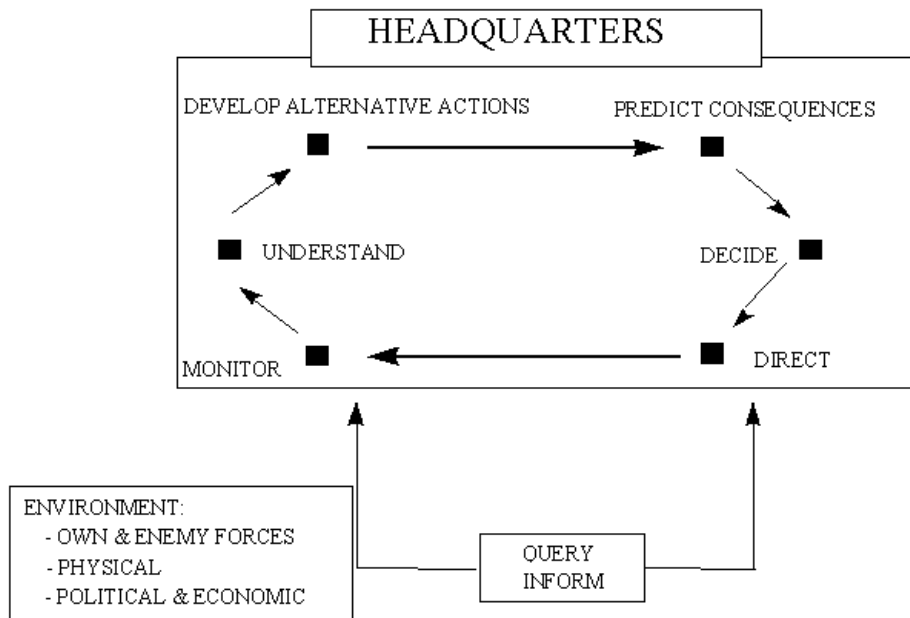 HEADQUARTERS
DEVELOP ALTERNATIVE ACTIONS
PREDICT CONSEQUENCES
UNDERSTAND
DECIDE
MONITOR
DIRECT
ENVIRONMENT:
- OWN & ENEMY FORCES
- PHYSICAL
- POLITICAL & ECONOMIC
QUERY
INFORM